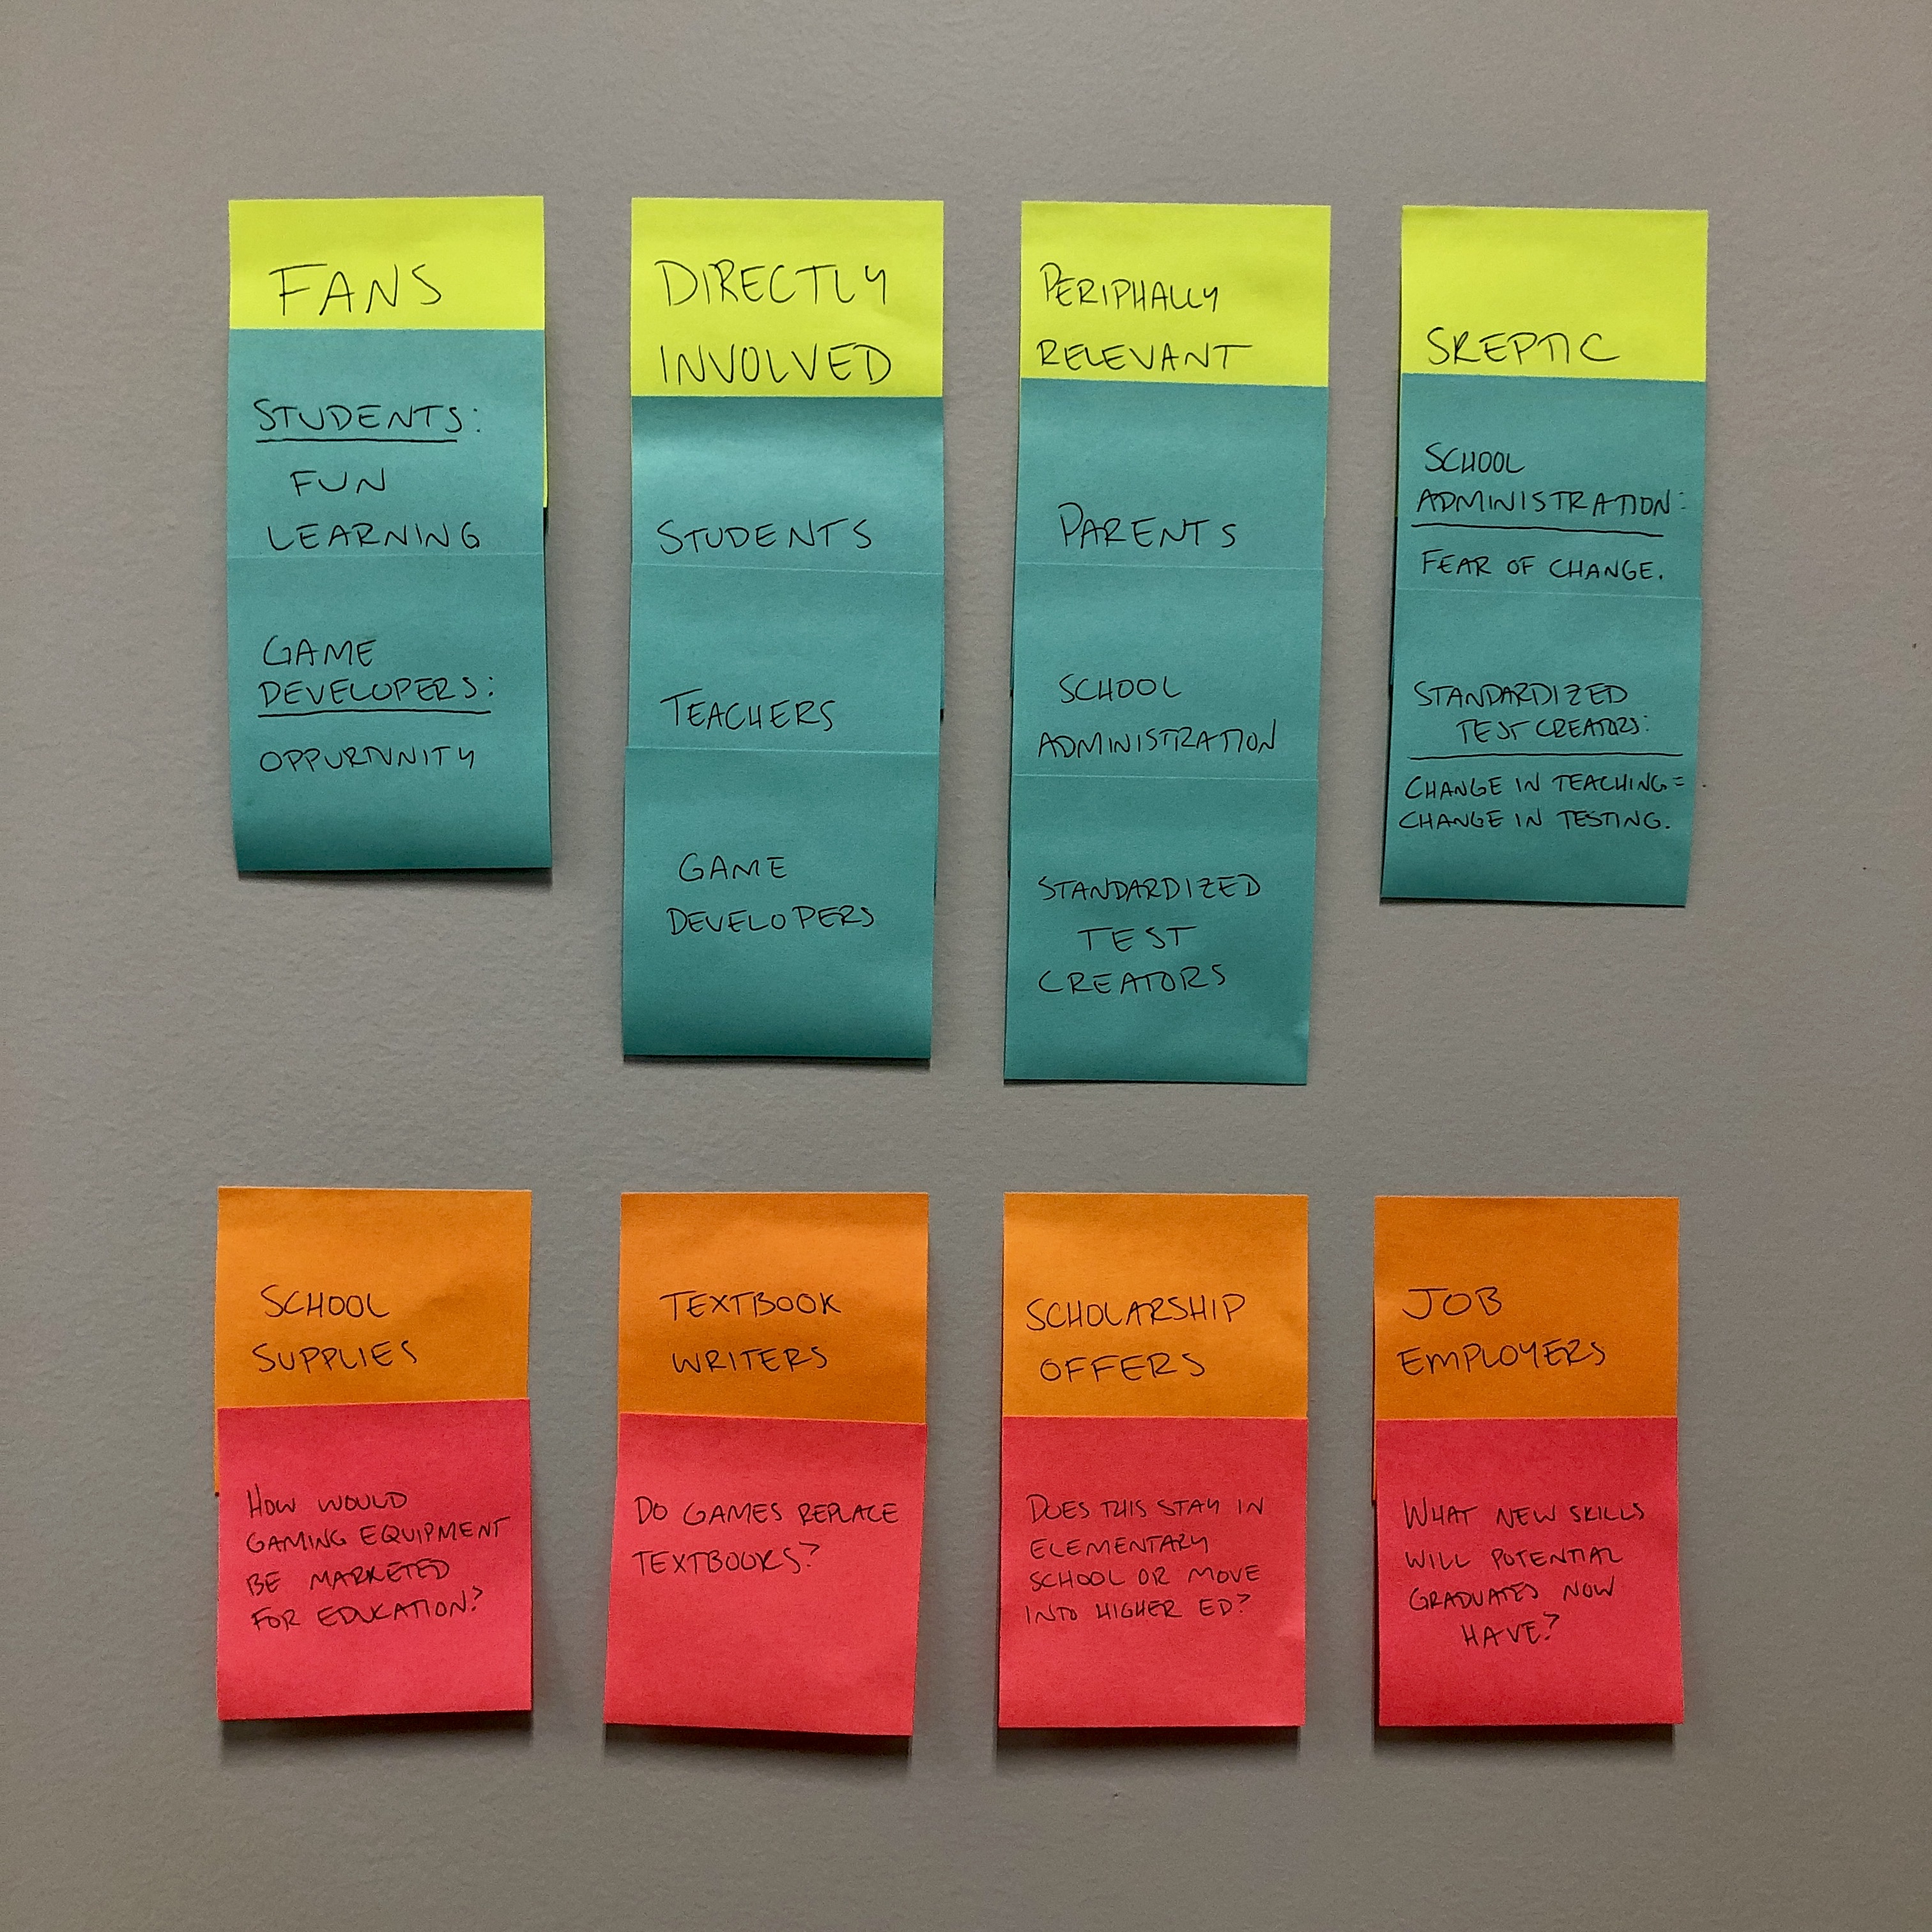 FANS
STUDENTS:
FUN
LEARNING
GAME
DEVELOPERS:
OPPURTUNITY
DIRECTLY
INVOLVED
STUDENTS
TEACHERS
GAME
DEVELOPERS
PERIPHALLY
RELEVANT
PARENTS
SCHOOL
ADMINISTRATION
STANDARDIZED
TEST
CREATORS
SKEPTIC
SCHOOL
ADMINISTRATION:
FEAR OF CHANGE.
STANDARDIZED
TEST CREATORS:
CHANGE IN TEACHING =
CHANGE IN TESTING.
SCHOOL
SUPPLIES
HOW WOULD
GAMING EQUIPMENT
BE MARKETED
FOR EDUCATION?
TEXTBOOK
WRITERS
DO GAMES REPLACE
TEXTBOOKS?
SCHOLARSHIP
OFFERS
DOES THIS STAY IN
ELEMENTARY
SCHOOL OR MOVE
INTO HIGHER ED?
JOB
EMPLOYERS
WHAT NEW SKILLS
WILL POTENTIAL
GRADUATES NOW
HAVE?